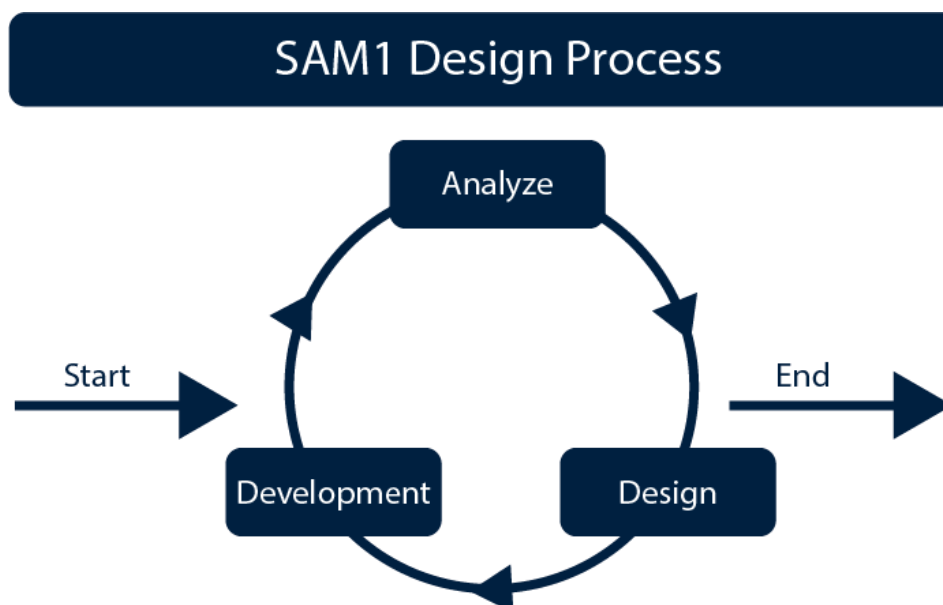 SAM1 Design Process
Analyze
Start
End
Development
Design